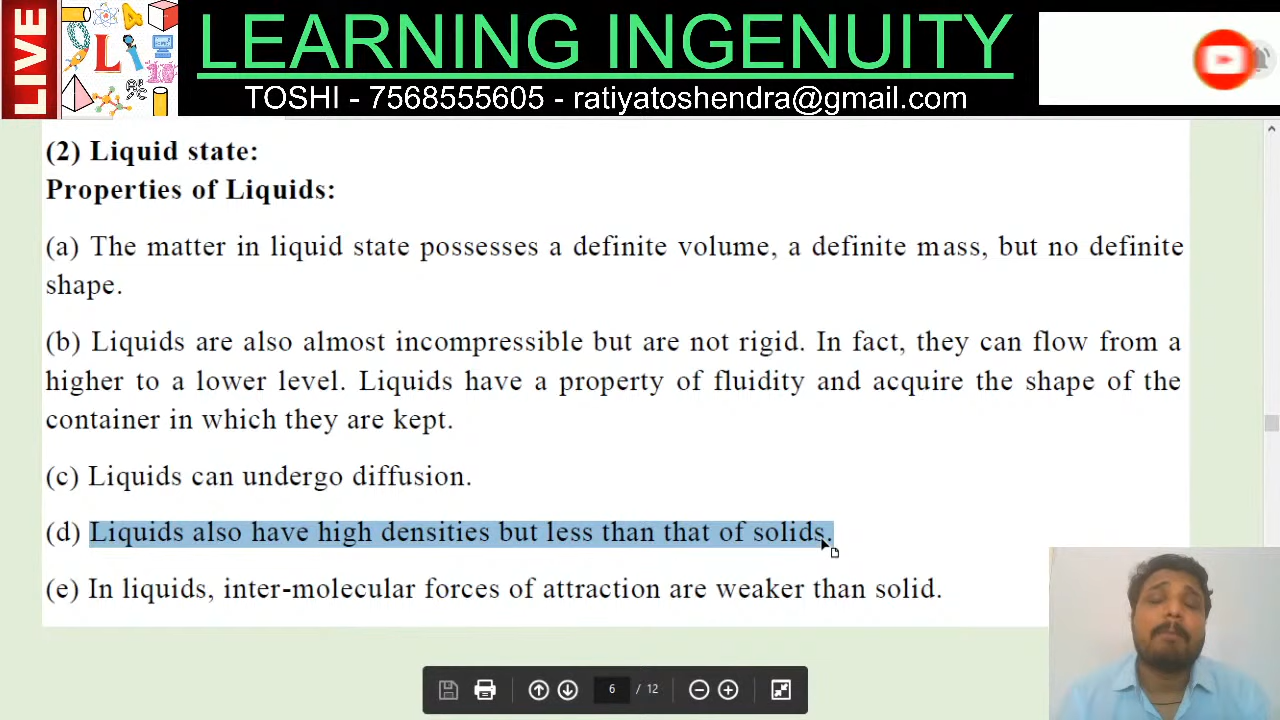 LIVE
LEARNING INGENUITY
TOSHI - 7568555605 - ratiyatoshendra@gmail.com
(2) Liquid state:
Properties of Liquids:
(a) The matter in liquid state possesses a definite volume, a definite mass, but no definite
shape.
(b) Liquids are also almost incompressible but are not rigid. In fact, they can flow from a
higher to a lower level. Liquids have a property of fluidity and acquire the shape of the
container in which they are kept.
(c) Liquids can undergo diffusion.
(d) Liquids also have high densities but less than that of solids.
(e) In liquids, inter-molecular forces of attraction are weaker than solid.
6 / 12